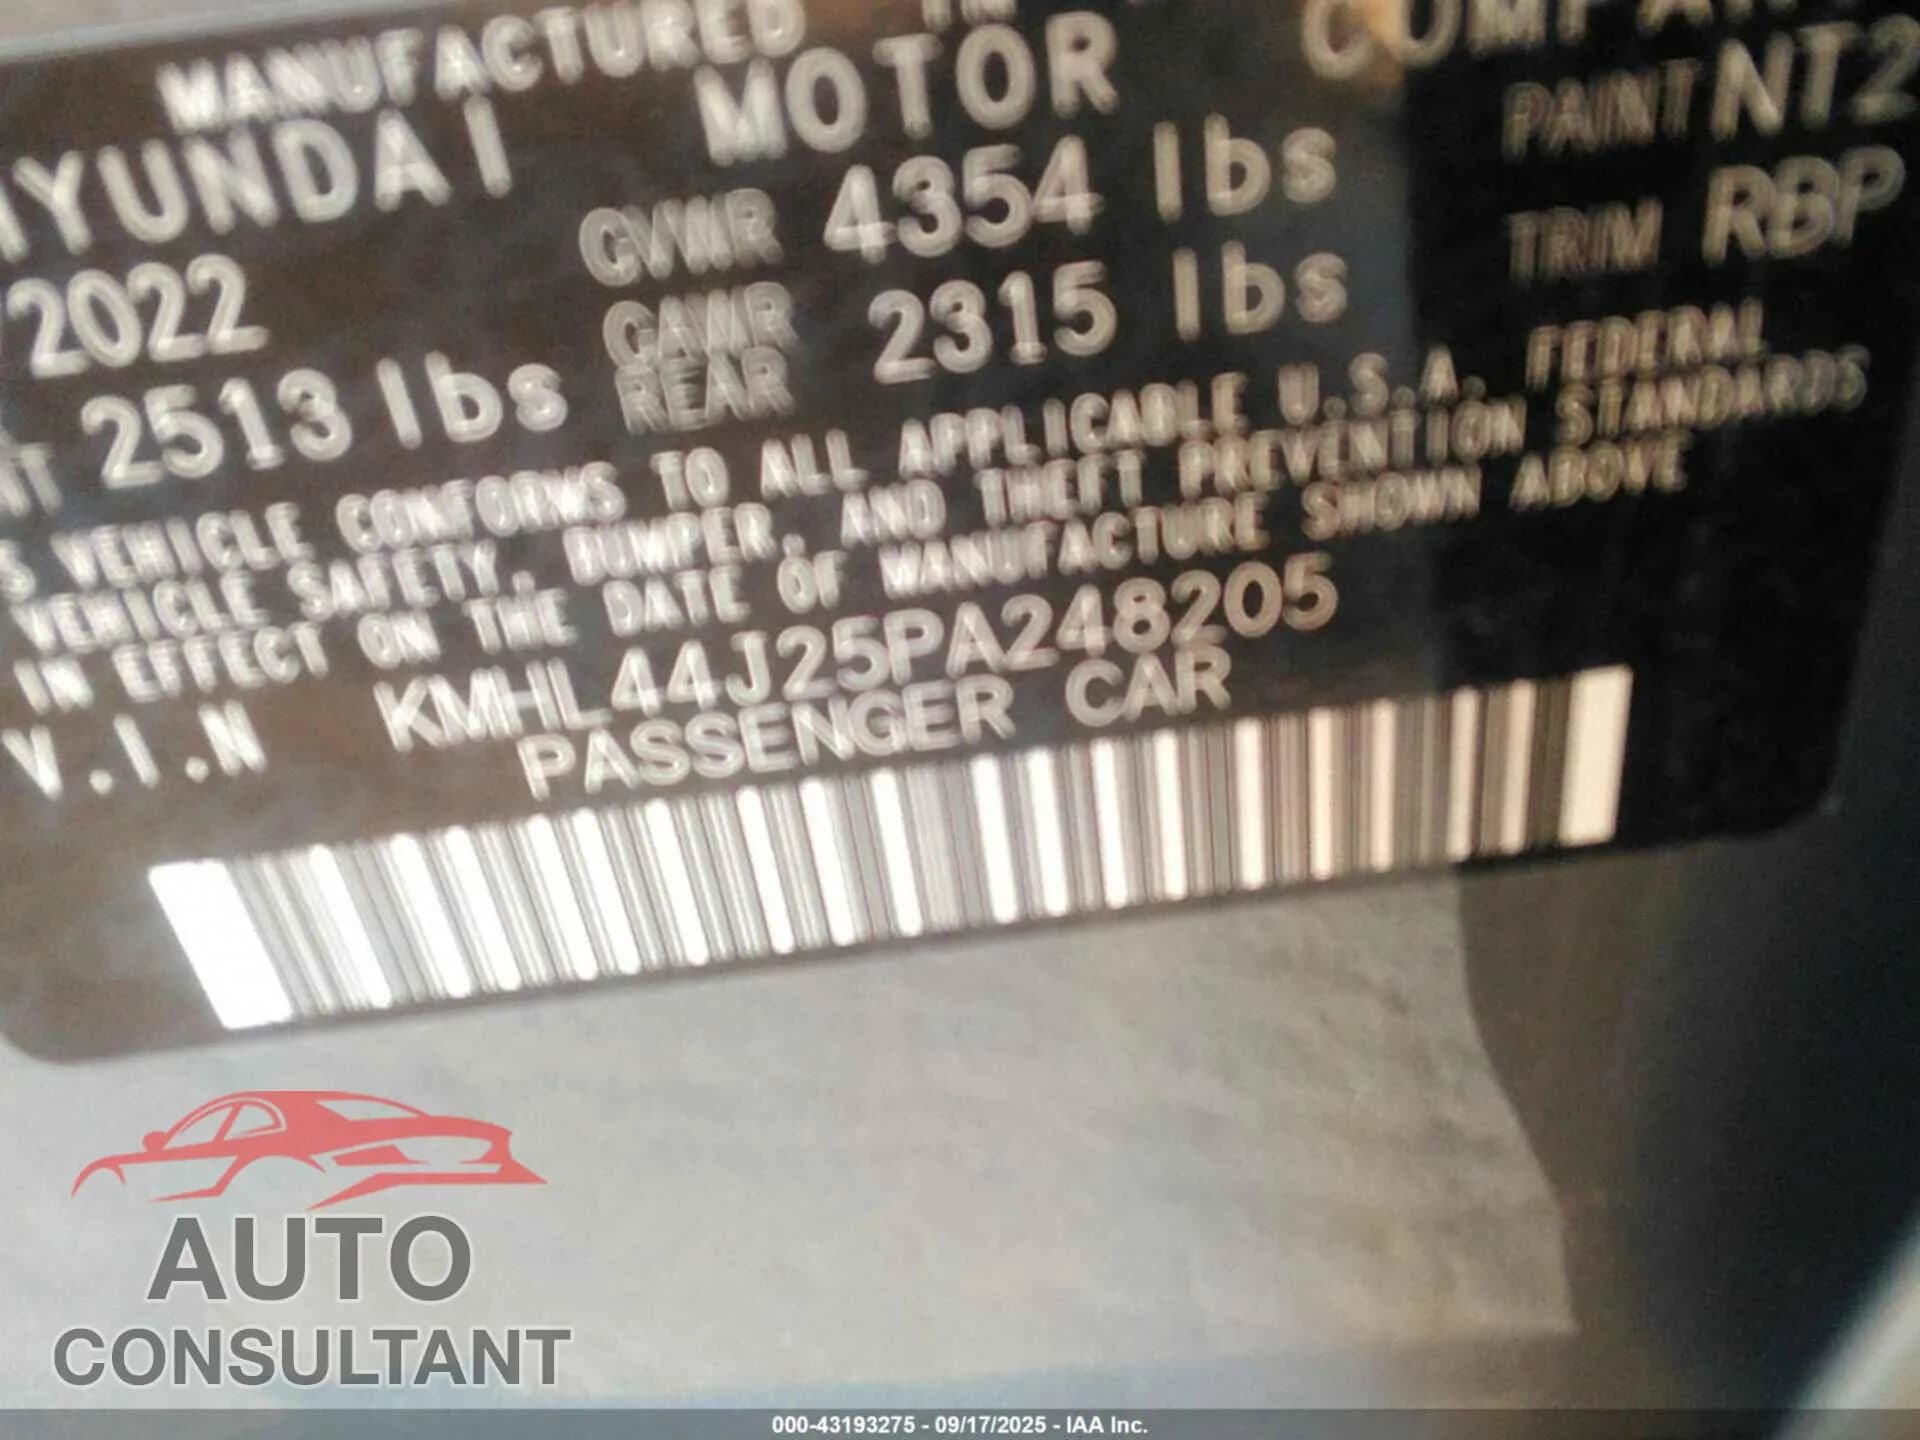 MANUFACTURED
HYUNDAI MOTOR COMPAN
/2022 GVWR 4354 lbs PAINT NT2
NT 2513 lbs GAWR REAR 2315 lbs TRIM RBP
S VEHICLE CONFORMS TO ALL APPLICABLE U.S.A. FEDERAL
VEHICLE SAFETY, BUMPER, AND THEFT PREVENTION STANDARDS
IN EFFECT ON THE DATE OF MANUFACTURE SHOWN ABOVE
V.I.N KMHL44J25PA248205
PASSENGER CAR
AUTO
CONSULTANT
000-43193275 - 09/17/2025 - IAA Inc.